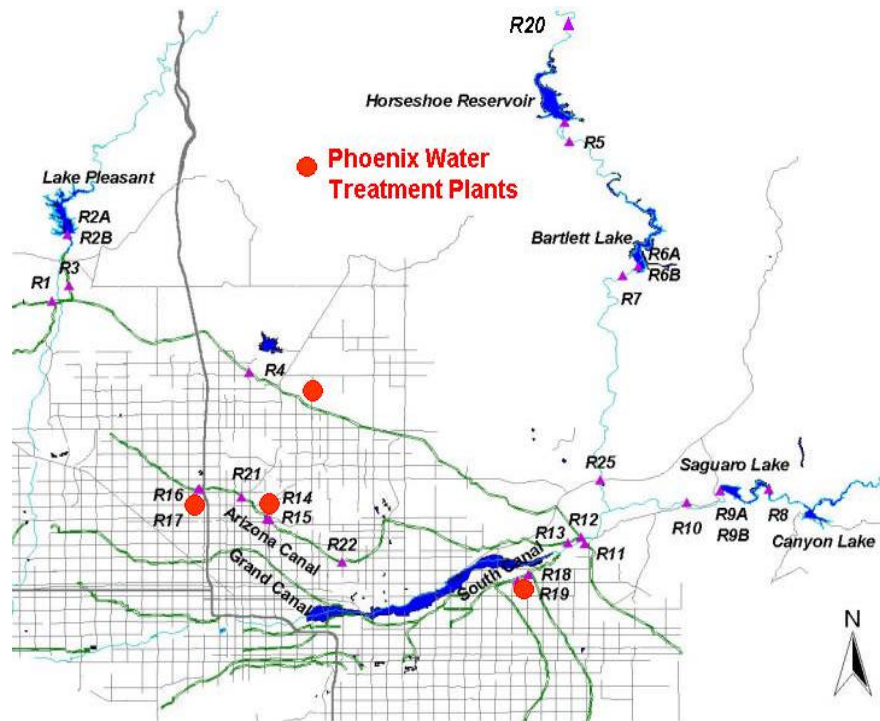 R20
Horseshoe Reservoir
R5
Phoenix Water
Treatment Plants
Lake Pleasant
R2A
R2B
Bartlett Lake
R6A
R6B
R3
R1
R7
R4
R25
Saguaro Lake
R21
R16
R14
R17
R15
R10
R9A
R8
R9B
Arizona Canal
R12
R13
R11
Canyon Lake
R22
Grand Canal
South Canal
R18
R19
N